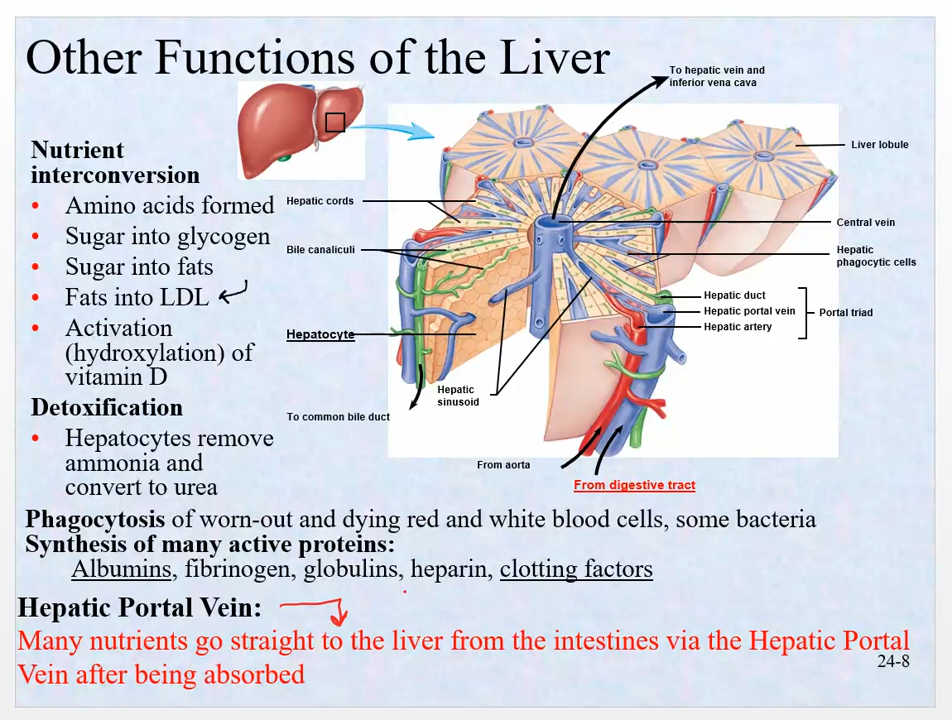 Other Functions of the Liver
To hepatic vein and
inferior vena cava
Nutrient
interconversion
• Amino acids formed
• Sugar into glycogen
• Sugar into fats
• Fats into LDL
• Activation
(hydroxylation) of
vitamin D
Detoxification
• Hepatocytes remove
ammonia and
convert to urea
Hepatic cords
Bile canaliculi
Hepatocyte
To common bile duct
Hepatic
sinusoid
From aorta
From digestive tract
Liver lobule
Central vein
Hepatic
phagocytic cells
Hepatic duct
Hepatic portal vein
Hepatic artery
Portal triad
Phagocytosis of worn-out and dying red and white blood cells, some bacteria
Synthesis of many active proteins:
Albumins, fibrinogen, globulins, heparin, clotting factors
Hepatic Portal Vein:
Many nutrients go straight to the liver from the intestines via the Hepatic Portal
Vein after being absorbed
24-8